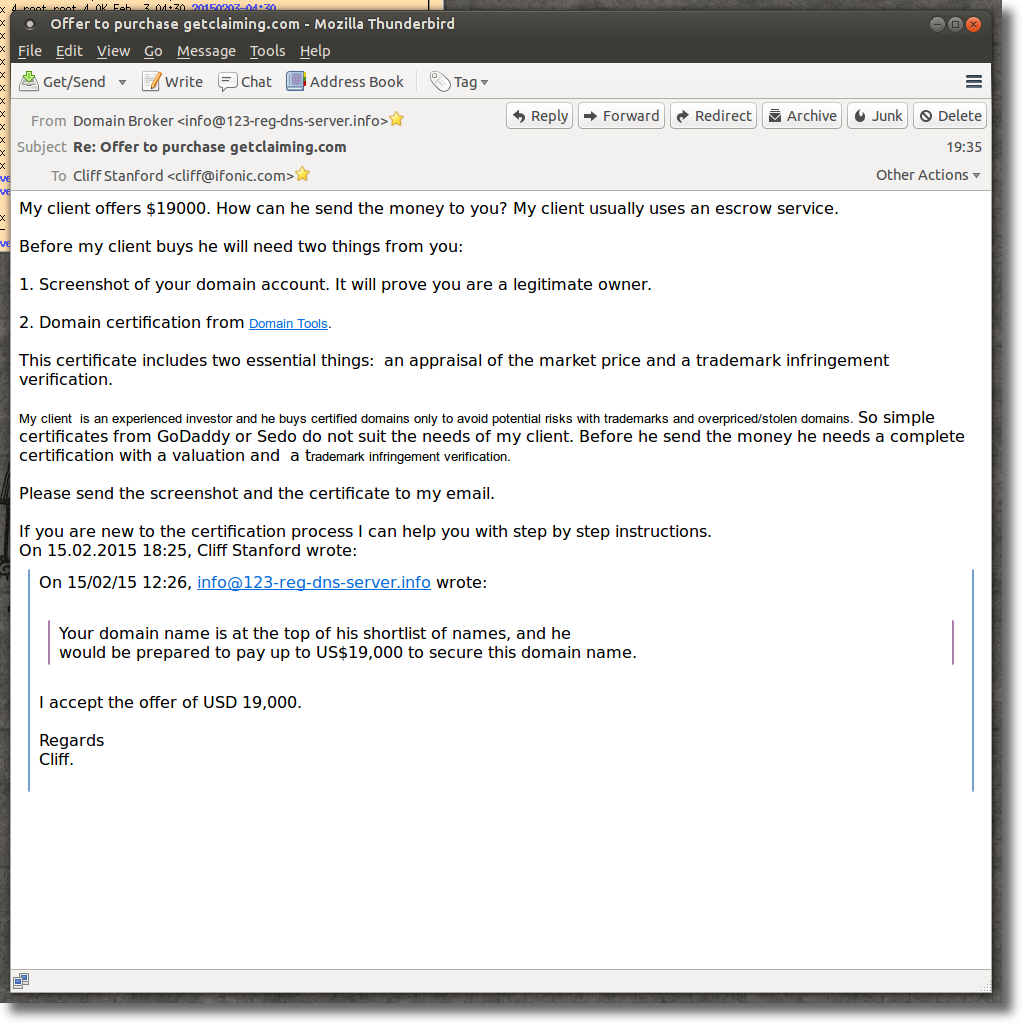 4 root root 4.0K Feb  3 04:30 20150203-04:30
Offer to purchase getclaiming.com - Mozilla Thunderbird
File Edit View Go Message Tools Help
Get/Send Write Chat Address Book Tag
From Domain Broker <info@123-reg-dns-server.info> Reply Forward Redirect Archive Junk Delete
Subject Re: Offer to purchase getclaiming.com 19:35
To Cliff Stanford <cliff@ifonic.com> Other Actions
My client offers $19000. How can he send the money to you? My client usually uses an escrow service.
Before my client buys he will need two things from you:
1. Screenshot of your domain account. It will prove you are a legitimate owner.
2. Domain certification from Domain Tools.
This certificate includes two essential things:  an appraisal of the market price and a trademark infringement
verification.
My client  is an experienced investor and he buys certified domains only to avoid potential risks with trademarks and overpriced/stolen domains. So simple
certificates from GoDaddy or Sedo do not suit the needs of my client. Before he send the money he needs a complete
certification with a valuation and  a trademark infringement verification.
Please send the screenshot and the certificate to my email.
If you are new to the certification process I can help you with step by step instructions.
On 15.02.2015 18:25, Cliff Stanford wrote:
On 15/02/15 12:26, info@123-reg-dns-server.info wrote:
Your domain name is at the top of his shortlist of names, and he
would be prepared to pay up to US$19,000 to secure this domain name.
I accept the offer of USD 19,000.
Regards
Cliff.